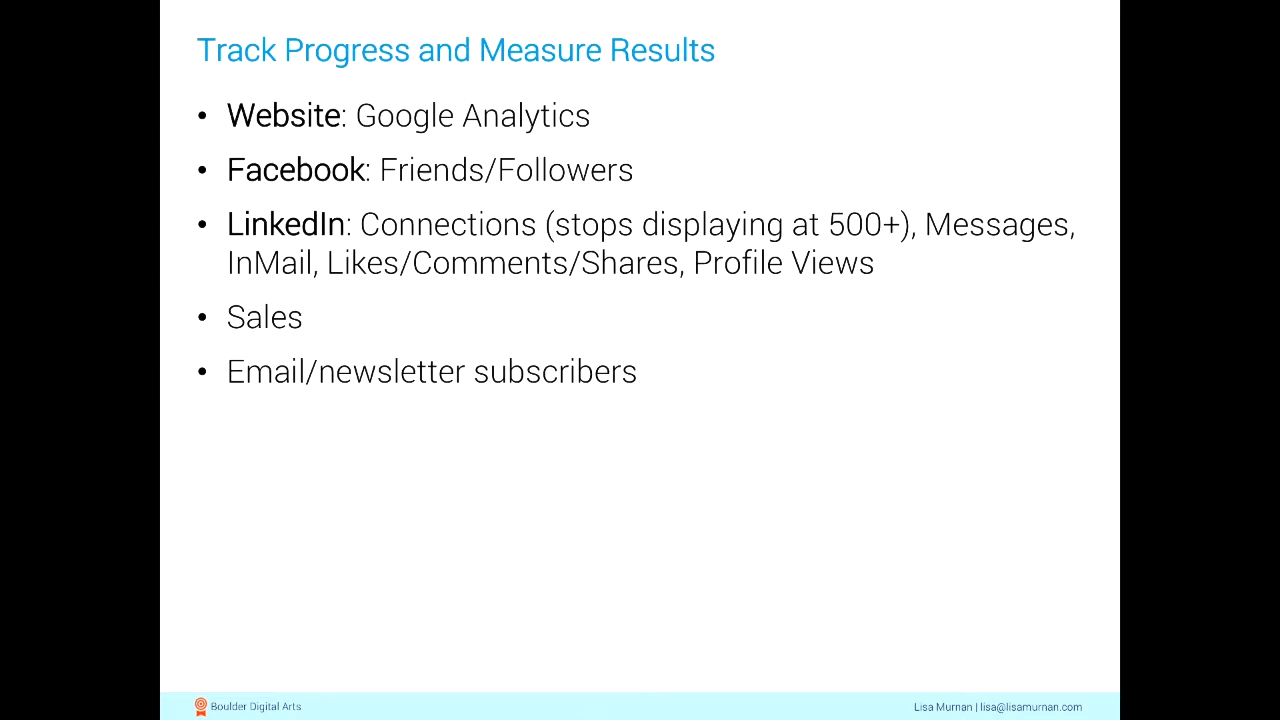 Track Progress and Measure Results
• Website: Google Analytics
• Facebook: Friends/Followers
• LinkedIn: Connections (stops displaying at 500+), Messages,
InMail, Likes/Comments/Shares, Profile Views
• Sales
• Email/newsletter subscribers
Boulder Digital Arts
Lisa Murnan | lisa@lisamurnan.com